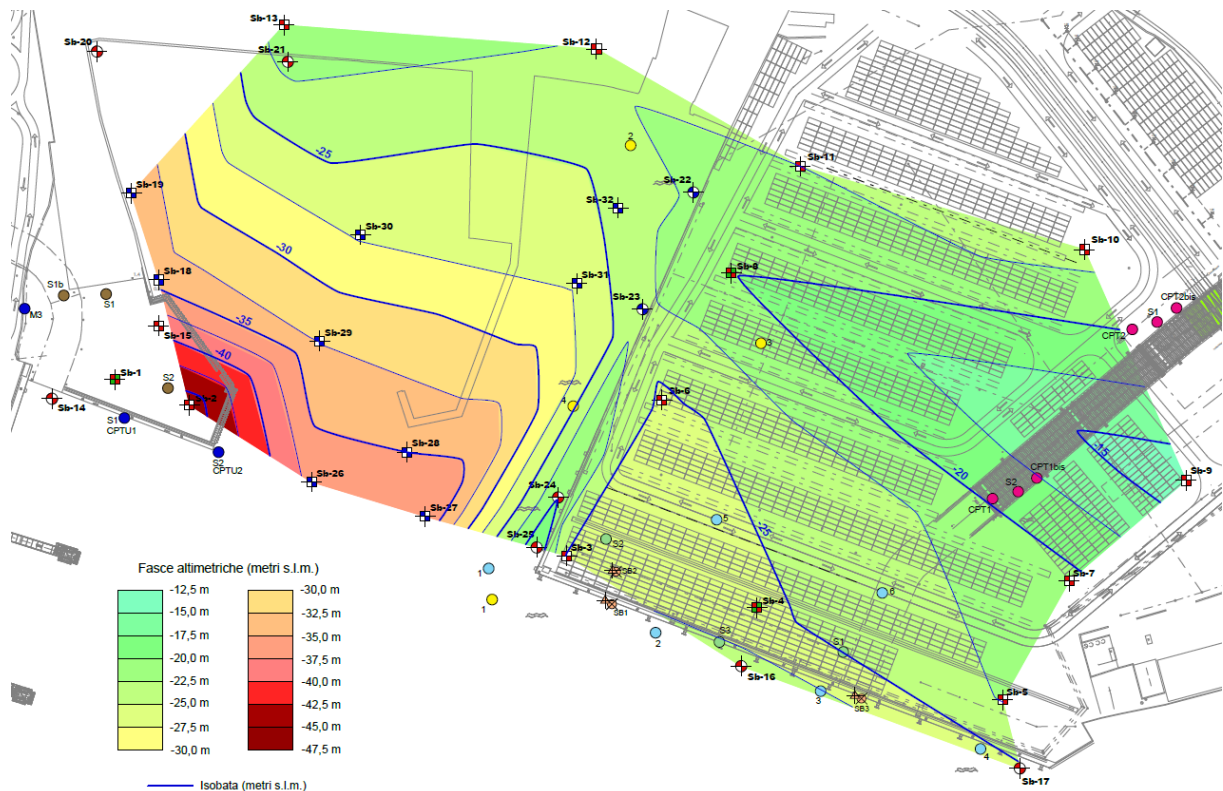 Sb-13
Sb-20
Sb-21
Sb-12
2
-25
Sb-11
Sb-19
Sb-22
Sb-32
Sb-30
-30
Sb-10
Sb-18
Sb-8
S1b
S1
Sb-31
CPT2bis
M3
Sb-23
S1
Sb-15
-35
CPT2
Sb-29
3
-40
Sb-1
S2
Sb-6
Sb-14
Sb-2
4
S1
CPTU1
Sb-28
S2
CPTU2
-15
-20
Sb-9
Sb-26
CPT1bis
S2
Sb-24
CPT1
Sb-27
5
-25
Sb-25
Sb-3
S2
1
SB2
Sb-7
Fasce altimetriche (metri s.l.m.)
-12,5 m
-15,0 m
-17,5 m
-20,0 m
-22,5 m
-25,0 m
-27,5 m
-30,0 m
-30,0 m
-32,5 m
-35,0 m
-37,5 m
-40,0 m
-42,5 m
-45,0 m
-47,5 m
Isobata (metri s.l.m.)
1
SB1
Sb-4
6
2
S3
S1
Sb-16
3
SB3
Sb-5
4
Sb-17